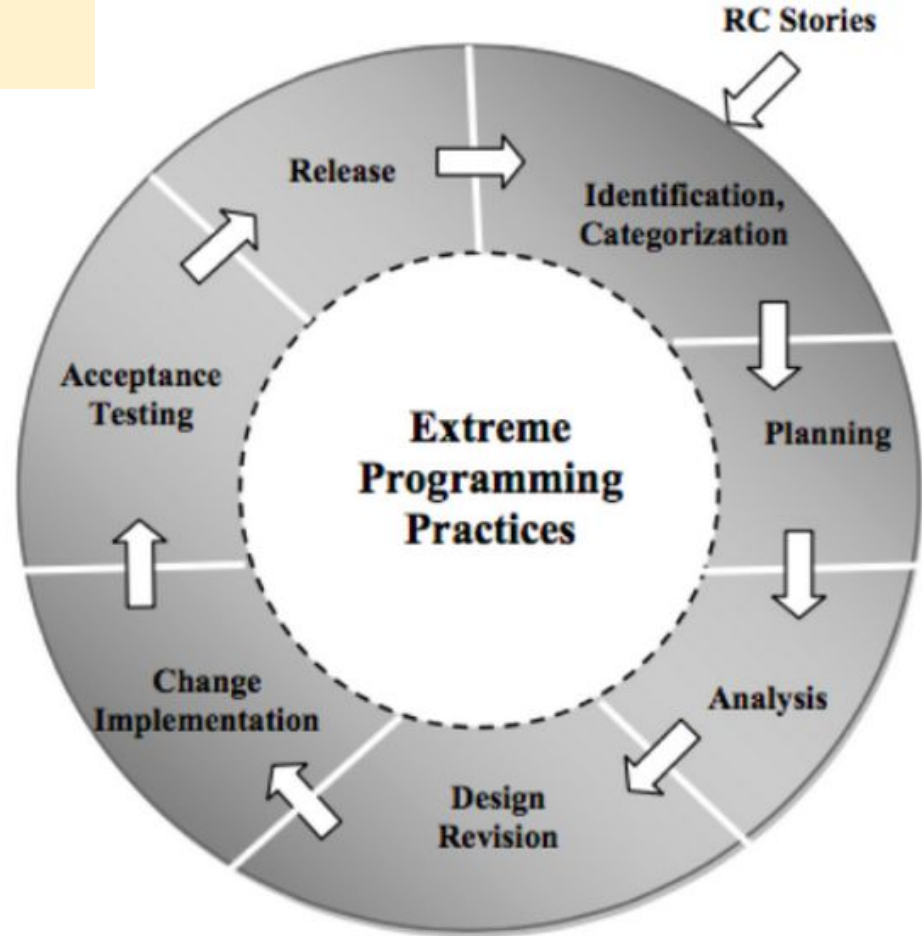 RC Stories
Release
Identification,
Categorization
Acceptance
Testing
Extreme
Programming
Practices
Planning
Change
Implementation
Analysis
Design
Revision